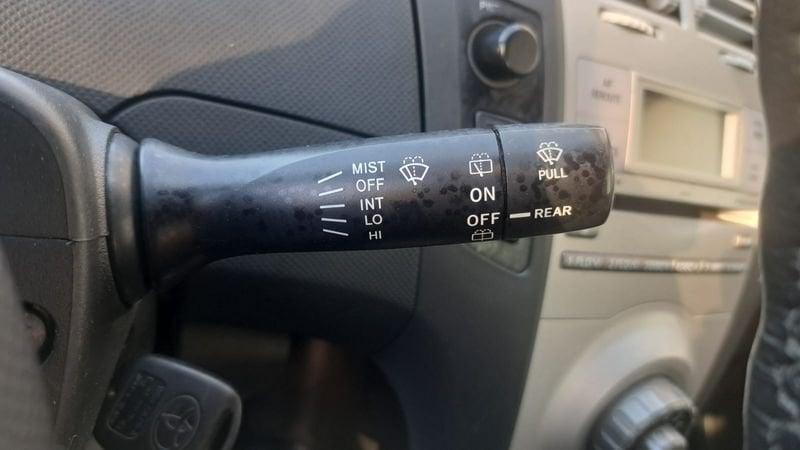 MIST
OFF
INT
LO
HI
ON
OFF
PULL
REAR